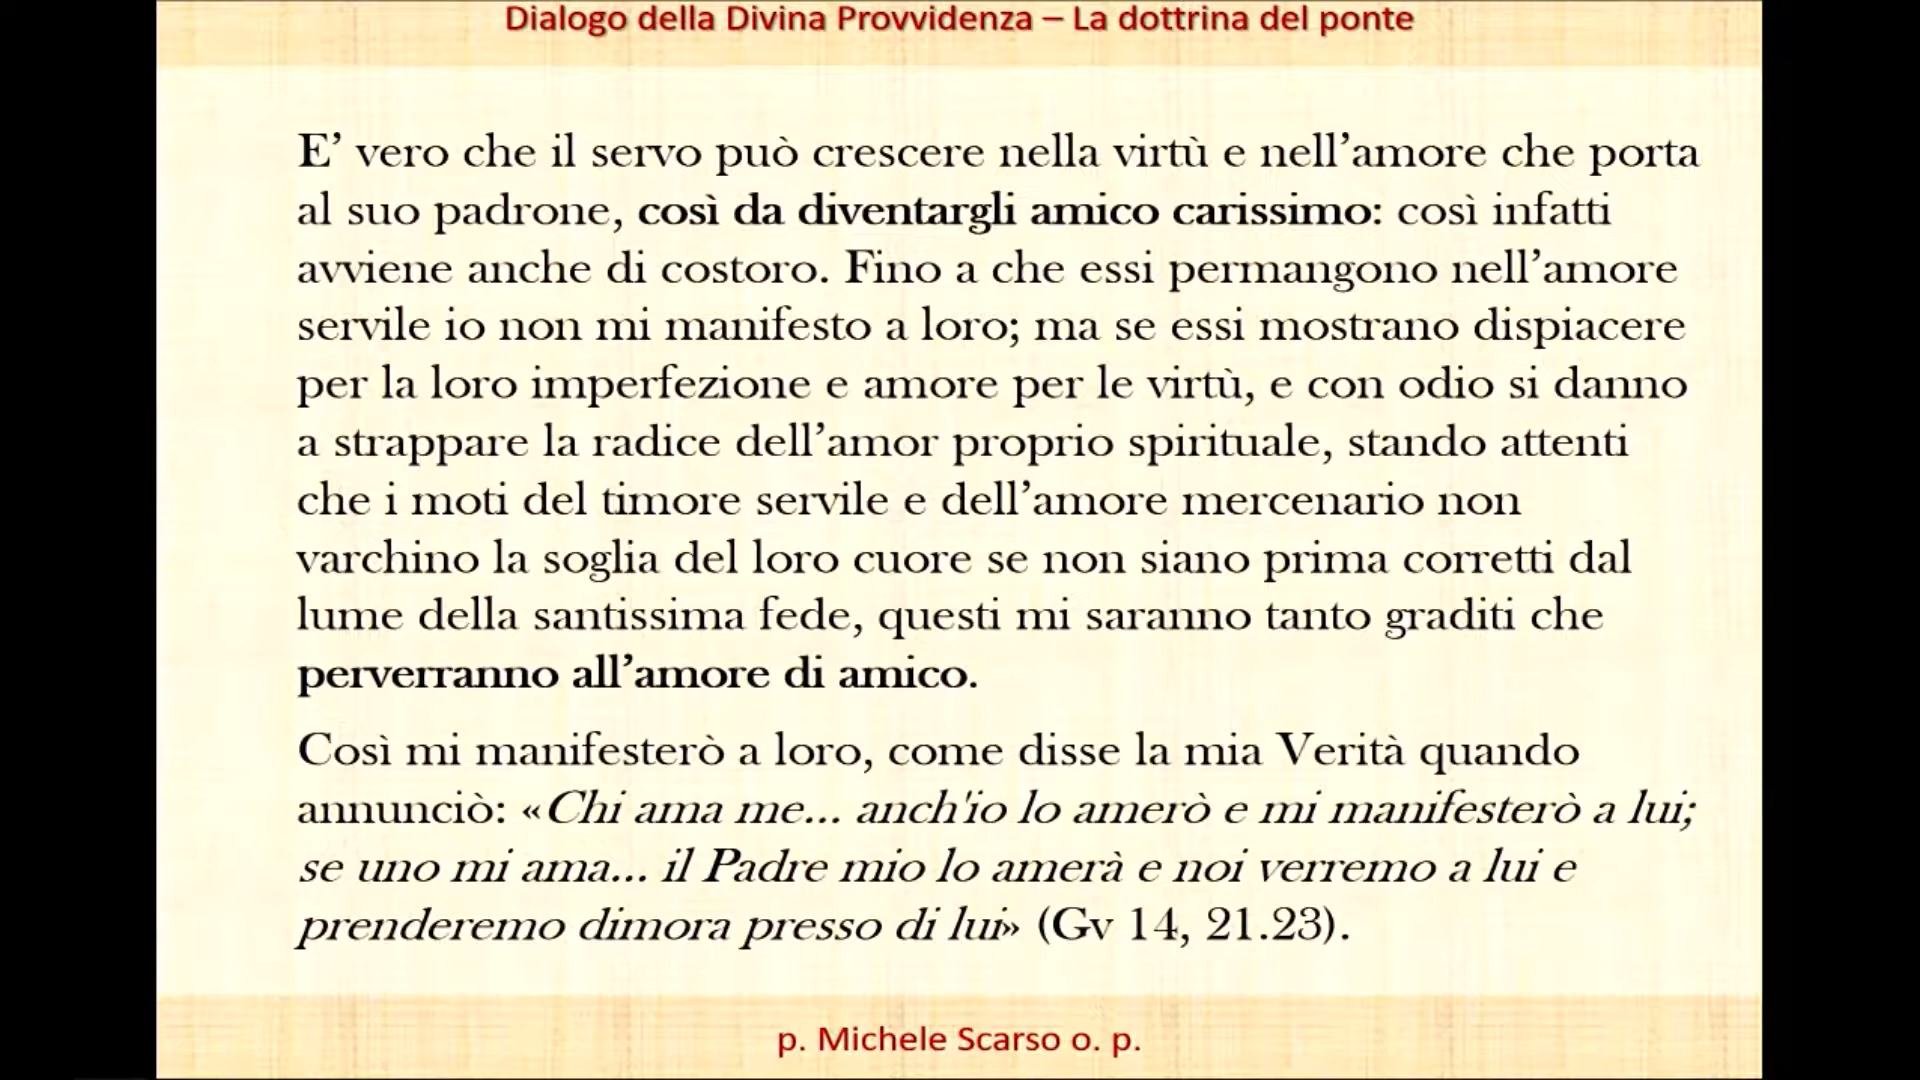 Dialogo della Divina Provvidenza – La dottrina del ponte
E’ vero che il servo può crescere nella virtù e nell’amore che porta
al suo padrone, così da diventargli amico carissimo: così infatti
avviene anche di costoro. Fino a che essi permangono nell’amore
servile io non mi manifesto a loro; ma se essi mostrano dispiacere
per la loro imperfezione e amore per le virtù, e con odio si danno
a strappare la radice dell’amor proprio spirituale, stando attenti
che i moti del timore servile e dell’amore mercenario non
varchino la soglia del loro cuore se non siano prima corretti dal
lume della santissima fede, questi mi saranno tanto graditi che
perverranno all’amore di amico.
Così mi manifesterò a loro, come disse la mia Verità quando
annunciò: «Chi ama me... anch'io lo amerò e mi manifesterò a lui;
se uno mi ama... il Padre mio lo amerà e noi verremo a lui e
prenderemo dimora presso di lui» (Gv 14, 21.23).
p. Michele Scarso o. p.